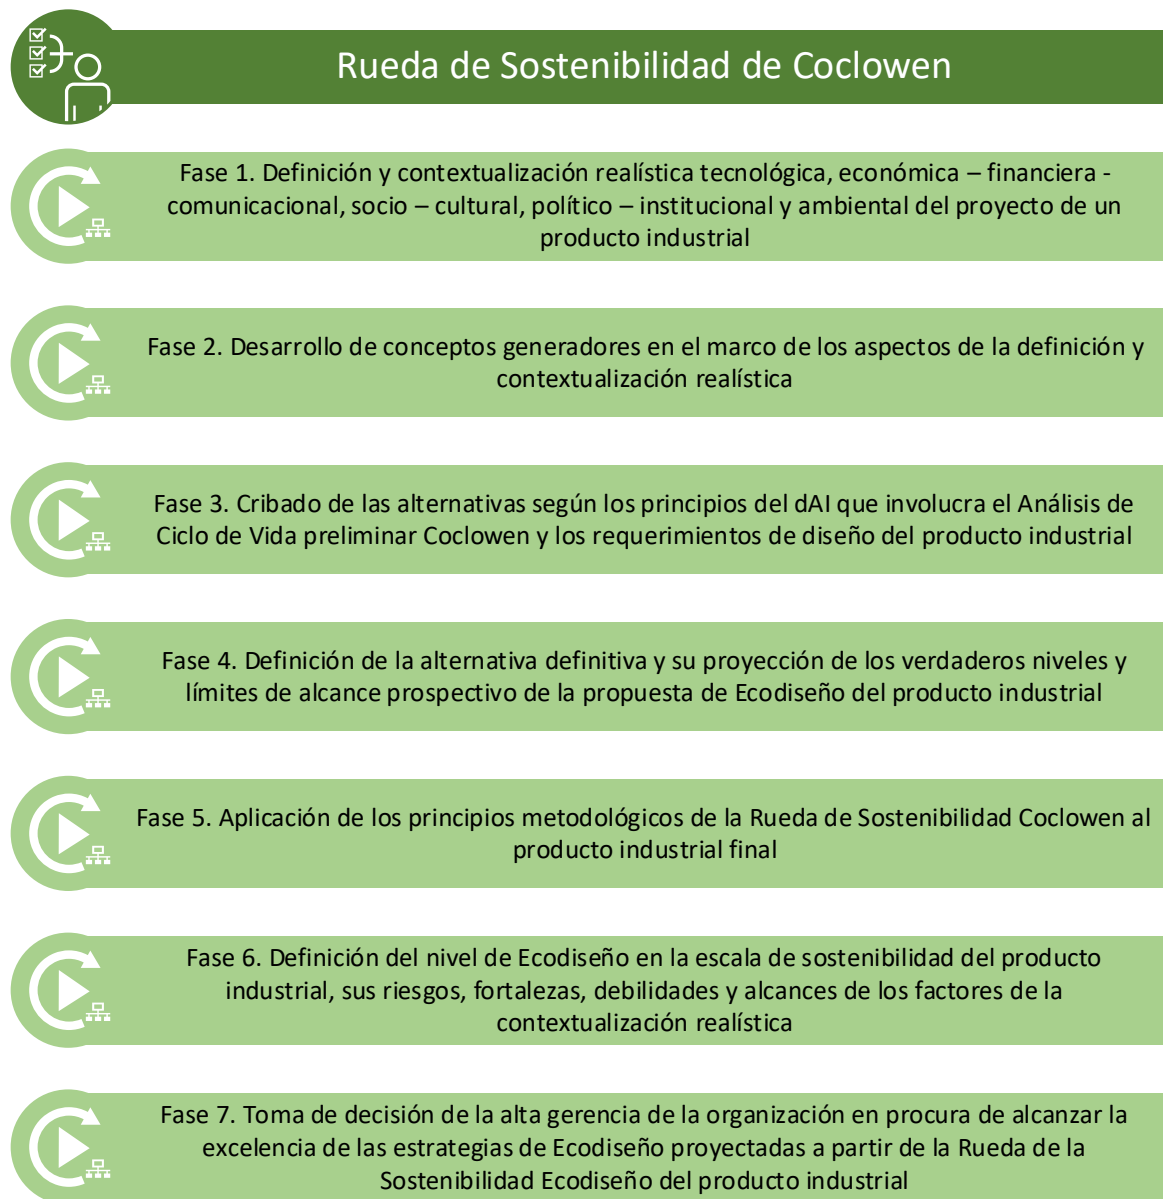 Rueda de Sostenibilidad de Coclowen
Fase 1. Definición y contextualización realística tecnológica, económica – financiera -
comunicacional, socio – cultural, político – institucional y ambiental del proyecto de un
producto industrial
Fase 2. Desarrollo de conceptos generadores en el marco de los aspectos de la definición y
contextualización realística
Fase 3. Cribado de las alternativas según los principios del dAI que involucra el Análisis de
Ciclo de Vida preliminar Coclowen y los requerimientos de diseño del producto industrial
Fase 4. Definición de la alternativa definitiva y su proyección de los verdaderos niveles y
límites de alcance prospectivo de la propuesta de Ecodiseño del producto industrial
Fase 5. Aplicación de los principios metodológicos de la Rueda de Sostenibilidad Coclowen al
producto industrial final
Fase 6. Definición del nivel de Ecodiseño en la escala de sostenibilidad del producto
industrial, sus riesgos, fortalezas, debilidades y alcances de los factores de la
contextualización realística
Fase 7. Toma de decisión de la alta gerencia de la organización en procura de alcanzar la
excelencia de las estrategias de Ecodiseño proyectadas a partir de la Rueda de la
Sostenibilidad Ecodiseño del producto industrial